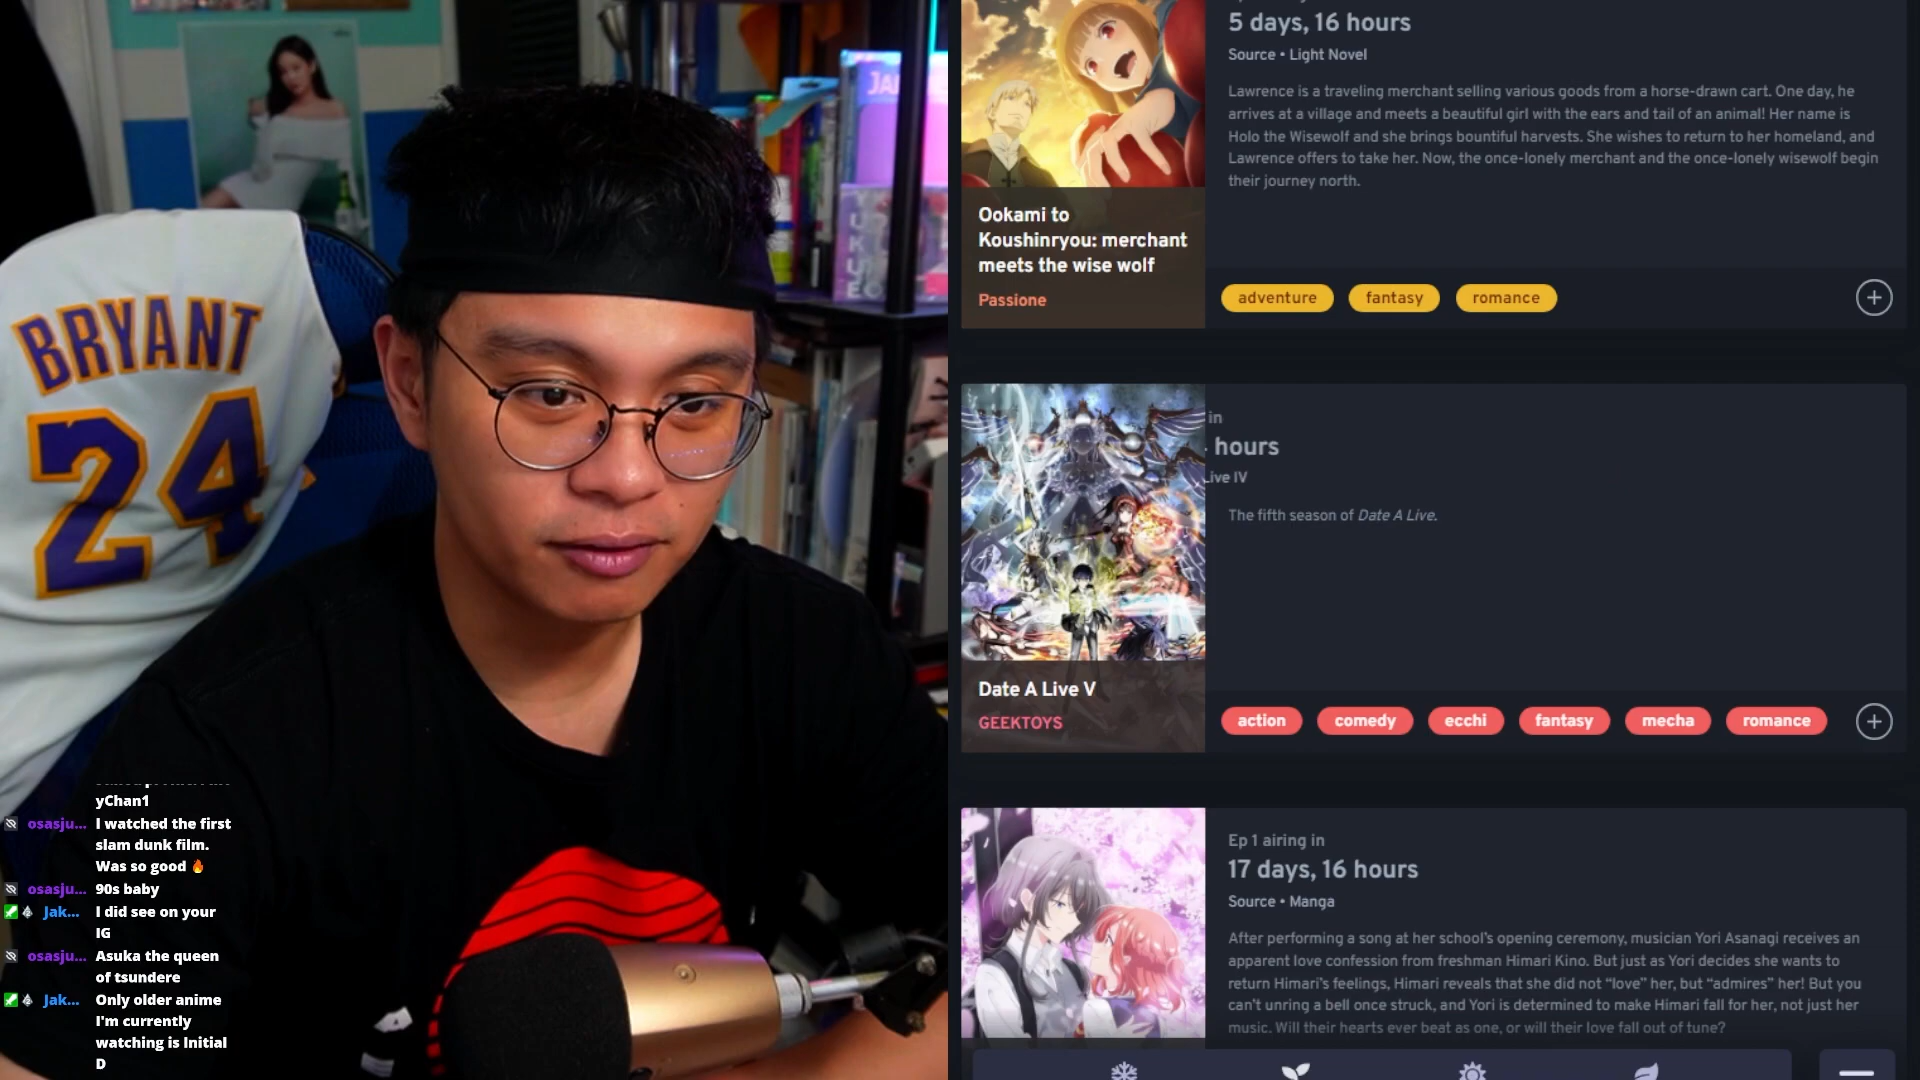 BRYANT
24
yChan1
osasju... I watched the first
slam dunk film.
Was so good
osasju... 90s baby
Jak... I did see on your
IG
osasju... Asuka the queen
of tsundere
Jak... Only older anime
I'm currently
watching is Initial
D
5 days, 16 hours
Source • Light Novel
Lawrence is a traveling merchant selling various goods from a horse-drawn cart. One day, he
arrives at a village and meets a beautiful girl with the ears and tail of an animal! Her name is
Holo the Wisewolf and she brings bountiful harvests. She wishes to return to her homeland, and
Lawrence offers to take her. Now, the once-lonely merchant and the once-lonely wisewolf begin
their journey north.
Ookami to
Koushinryou: merchant
meets the wise wolf
Passione
adventure
fantasy
romance
in
hours
Live IV
The fifth season of Date A Live.
Date A Live V
GEEKTOYS
action
comedy
ecchi
fantasy
mecha
romance
Ep 1 airing in
17 days, 16 hours
Source • Manga
After performing a song at her school's opening ceremony, musician Yori Asanagi receives an
apparent love confession from freshman Himari Kino. But just as Yori decides she wants to
return Himari's feelings, Himari reveals that she did not “love” her, but “admires” her! But you
can't unring a bell once struck, and Yori is determined to make Himari fall for her, not just her
music. Will their hearts ever beat as one, or will their love fall out of tune?